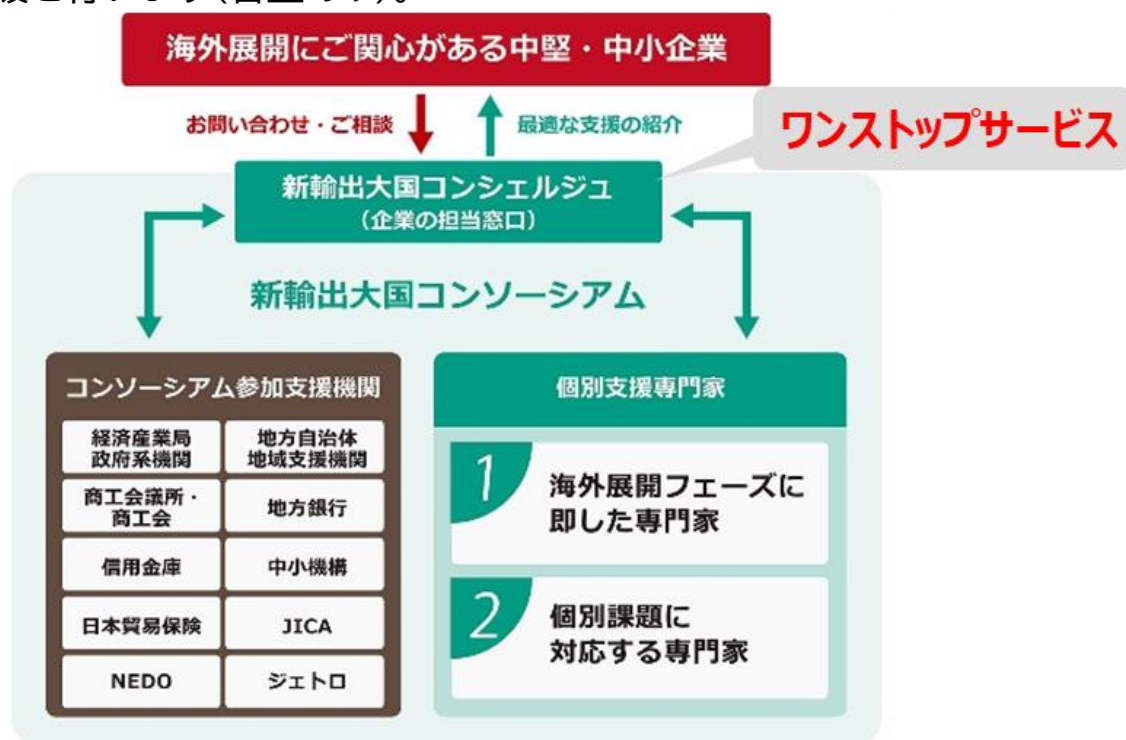 海外展開にご関心がある中堅・中小企業
お問い合わせ・ご相談
最適な支援の紹介
ワンストップサービス
新輸出大国コンシェルジュ
（企業の担当窓口）
新輸出大国コンソーシアム
コンソーシアム参加支援機関
経済産業局
政府系機関
地方自治体
地域支援機関
商工会議所・
商工会
地方銀行
信用金庫
中小機構
日本貿易保険
JICA
NEDO
ジェトロ
個別支援専門家
1
海外展開フェーズに
即した専門家
2
個別課題に
対応する専門家